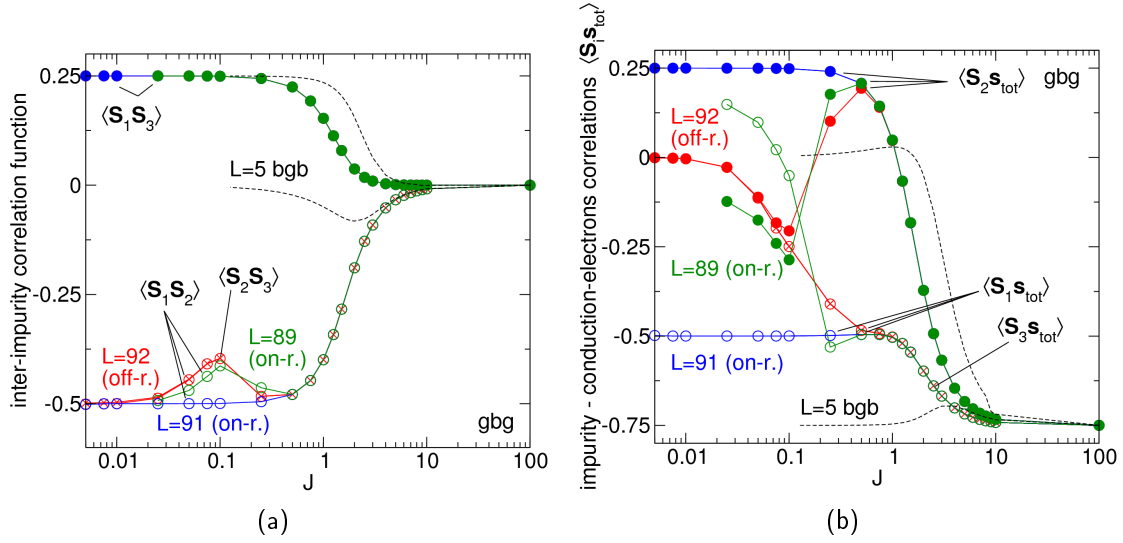 inter-impurity correlation function
0.25
0
-0.25
-0.5
⟨S₁S₃⟩
L=5 bgb
⟨S₁S₂⟩
⟨S₂S₃⟩
L=92
(off-r.)
L=89
(on-r.)
L=91 (on-r.)
gbg
0.01
0.1
1
10
100
J
(a)
impurity - conduction-electrons correlations ⟨Sᵢsₜₒₜ⟩
0.25
0
-0.25
-0.5
-0.75
⟨S₂sₜₒₜ⟩
gbg
L=92
(off-r.)
L=89 (on-r.)
⟨S₁sₜₒₜ⟩
⟨S₃sₜₒₜ⟩
L=91 (on-r.)
L=5 bgb
0.01
0.1
1
10
100
J
(b)